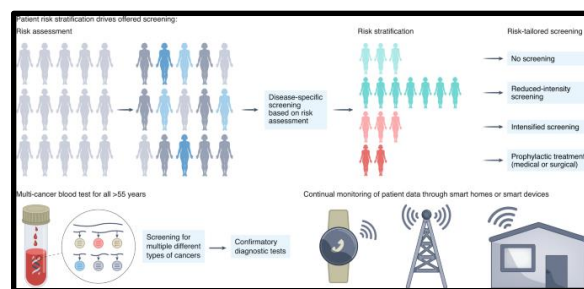 Patient risk stratification drives offered screening:
Risk assessment
Risk stratification
Risk-tailored screening
Disease-specific
screening
based on risk
assessment
No screening
Reduced-intensity
screening
Intensified screening
Prophylactic treatment
(medical or surgical)
Multi-cancer blood test for all >55 years
Screening for
multiple different
types of cancers
Confirmatory
diagnostic tests
Continual monitoring of patient data through smart homes or smart devices